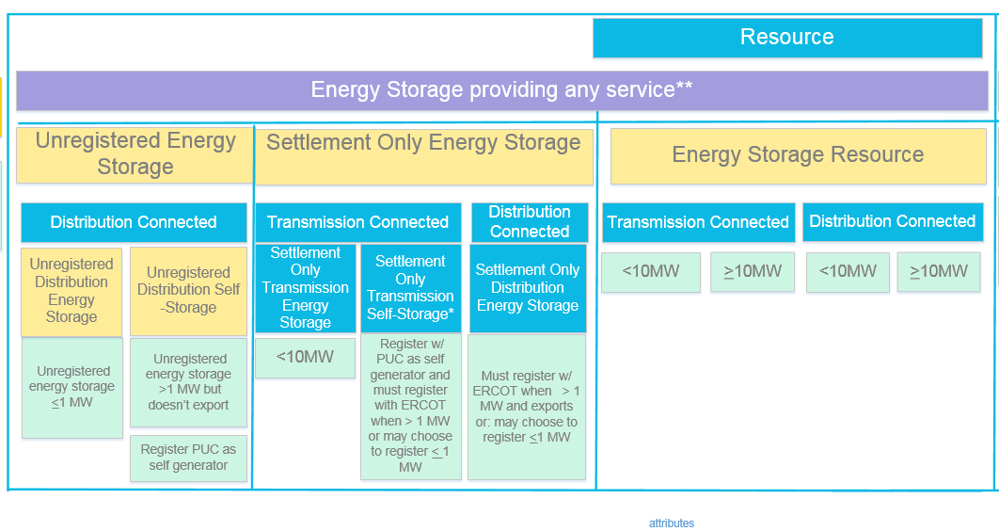 Resource
Energy Storage providing any service**
Unregistered Energy
Storage
Settlement Only Energy Storage
Energy Storage Resource
Distribution Connected
Transmission Connected
Distribution
Connected
Transmission Connected
Distribution Connected
Unregistered
Distribution
Energy
Storage
Unregistered
Distribution Self
-Storage
Settlement
Only
Transmission
Energy
Storage
Settlement
Only
Transmission
Self-Storage*
Settlement Only
Distribution
Energy Storage
<10MW
≥10MW
<10MW
≥10MW
Unregistered
energy storage
≤1 MW
Unregistered
energy storage
>1 MW but
doesn't export
Register PUC as
self generator
<10MW
Register w/
PUC as self
generator and
must register
with ERCOT
when > 1 MW
or may choose
to register ≤ 1
MW
Must register w/
ERCOT when > 1
MW and exports
or: may choose to
register ≤1 MW
attributes